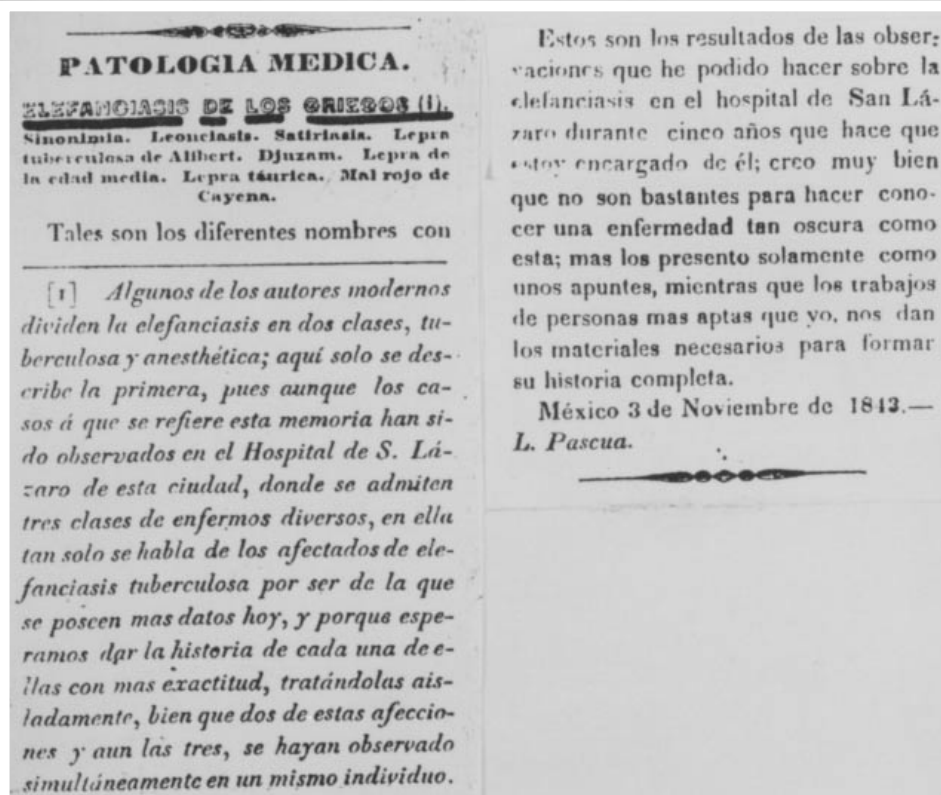 PATOLOGIA MEDICA.
ELEFANCIASIS DE LOS GRIEGOS (1).
Sinonimia. Leonciasis. Satiriasis. Lepra
tuberculosa de Alibert. Djuzam. Lepra de
la edad media. Lepra táurica. Mal rojo de
Cayena.
Tales son los diferentes nombres con
[1] Algunos de los autores modernos
dividen la elefanciasis en dos clases, tu-
berculosa y anesthética; aquí solo se des-
cribe la primera, pues aunque los ca-
sos á que se refiere esta memoria han si-
do observados en el Hospital de S. Lá-
zaro de esta ciudad, donde se admiten
tres clases de enfermos diversos, en ella
tan solo se habla de los afectados de ele-
fanciasis tuberculosa por ser de la que
se poseen mas datos hoy, y porque espe-
ramos dar la historia de cada una de e-
llas con mas exactitud, tratándolas ais-
ladamente, bien que dos de estas afeccio-
nes y aun las tres, se hayan observado
simultáneamente en un mismo individuo.
Estos son los resultados de las obser-
vaciones que he podido hacer sobre la
elefanciasis en el hospital de San Lá-
zaro durante cinco años que hace que
estoy encargado de él; creo muy bien
que no son bastantes para hacer cono-
cer una enfermedad tan oscura como
esta; mas los presento solamente como
unos apuntes, mientras que los trabajos
de personas mas aptas que yo, nos dan
los materiales necesarios para formar
su historia completa.
México 3 de Noviembre de 1843.—
L. Pascua.